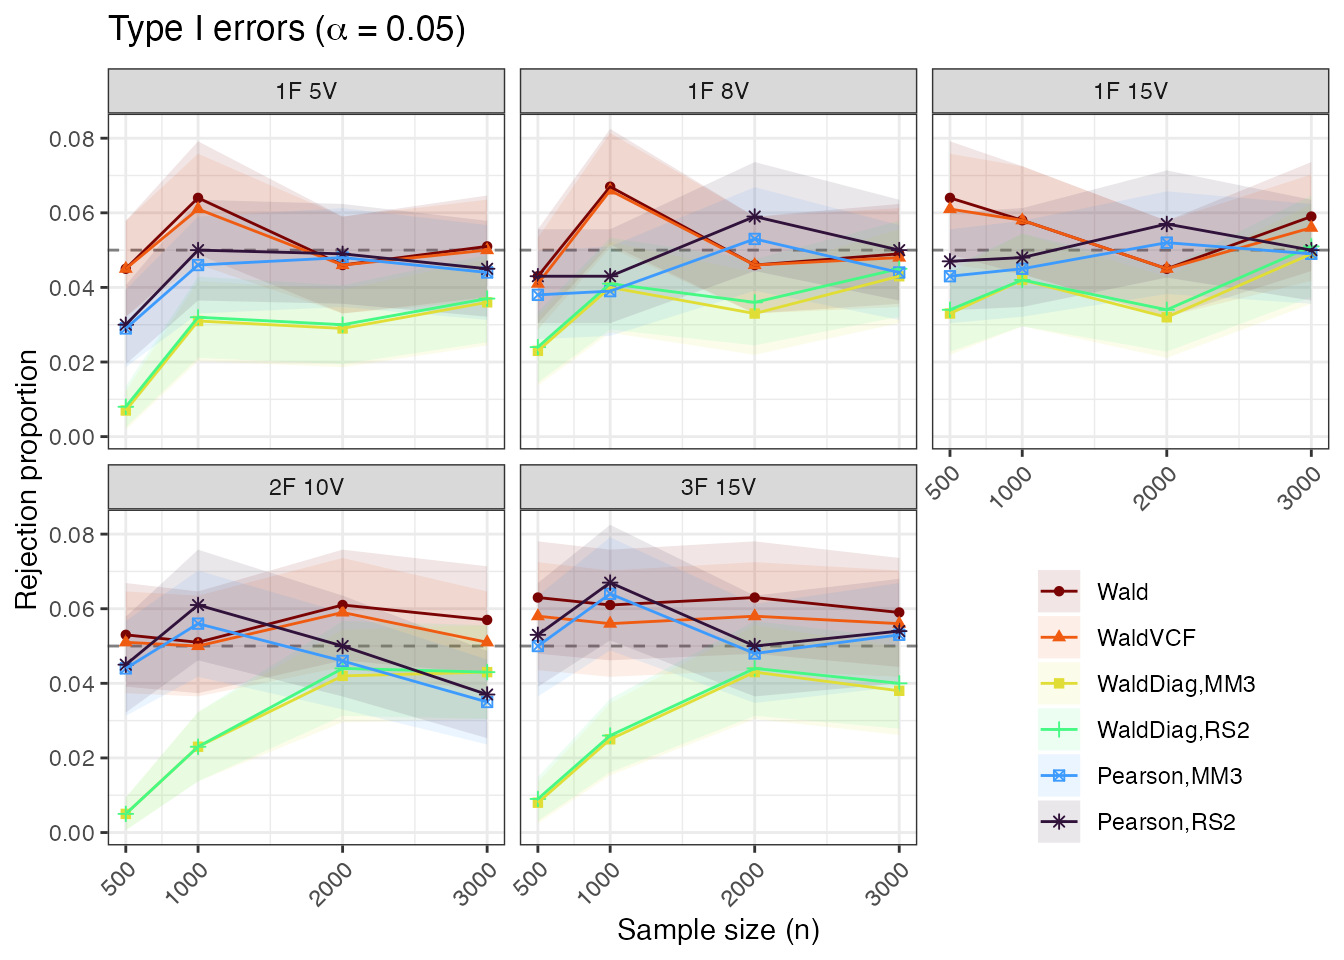 Type I errors (α = 0.05)
1F 5V
1F 8V
1F 15V
0.08
0.06
0.04
0.02
0.00
500
1000
2000
3000
2F 10V
3F 15V
0.08
0.06
0.04
0.02
0.00
500
1000
2000
3000
500
1000
2000
3000
Rejection proportion
Sample size (n)
Wald
WaldVCF
WaldDiag,MM3
WaldDiag,RS2
Pearson,MM3
Pearson,RS2